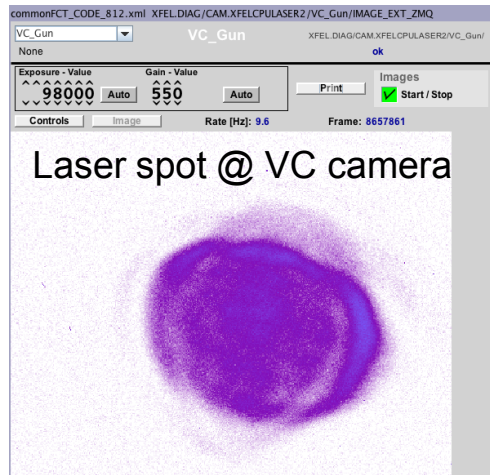 commonFCT_CODE_812.xml XFEL.DIAG/CAM.XFELCPULASER2/VC_Gun/IMAGE_EXT_ZMQ
VC_Gun VC_Gun XFEL.DIAG/CAM.XFELCPULASER2/VC_Gun/
None ok
Exposure - Value Gain - Value Images
98000 Auto 550 Auto Print Start / Stop
Controls Image Rate [Hz]: 9.6 Frame: 8657861
Laser spot @ VC camera